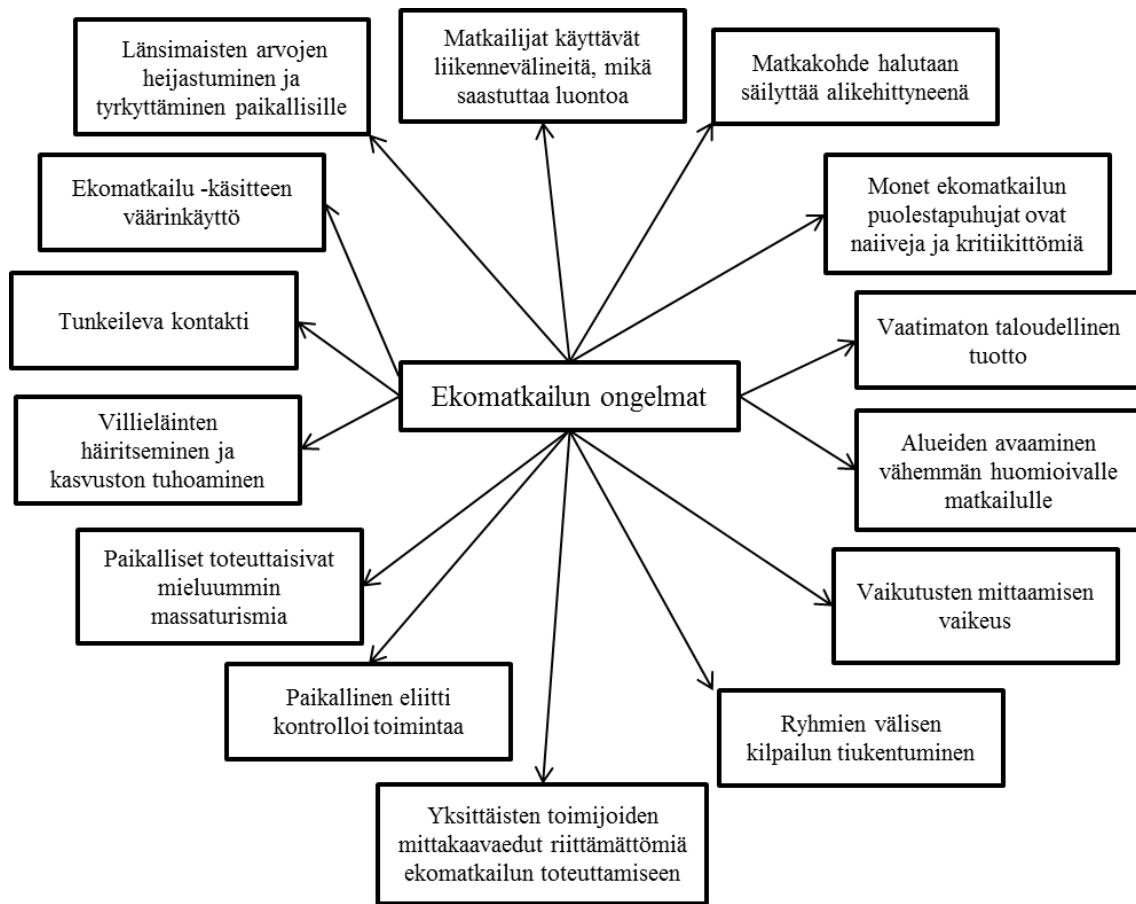 Länsimaisten arvojen
heijastuminen ja
tyrkyttäminen paikallisille
Matkailijat käyttävät
liikennevälineitä, mikä
saastuttaa luontoa
Matkakohde halutaan
säilyttää alikehittyneenä
Ekomatkailu -käsitteen
väärinkäyttö
Monet ekomatkailun
puolestapuhujat ovat
naiiveja ja kritiikittömiä
Tunkeileva kontakti
Vaatimaton taloudellinen
tuotto
Ekomatkailun ongelmat
Villieläinten
häiritseminen ja
kasvuston tuhoaminen
Alueiden avaaminen
vähemmän huomioivalle
matkailulle
Paikalliset toteuttaisivat
mieluummin
massaturismia
Vaikutusten mittaamisen
vaikeus
Paikallinen eliitti
kontrolloi toimintaa
Ryhmien välisen
kilpailun tiukentuminen
Yksittäisten toimijoiden
mittakaavaedut riittämättömiä
ekomatkailun toteuttamiseen